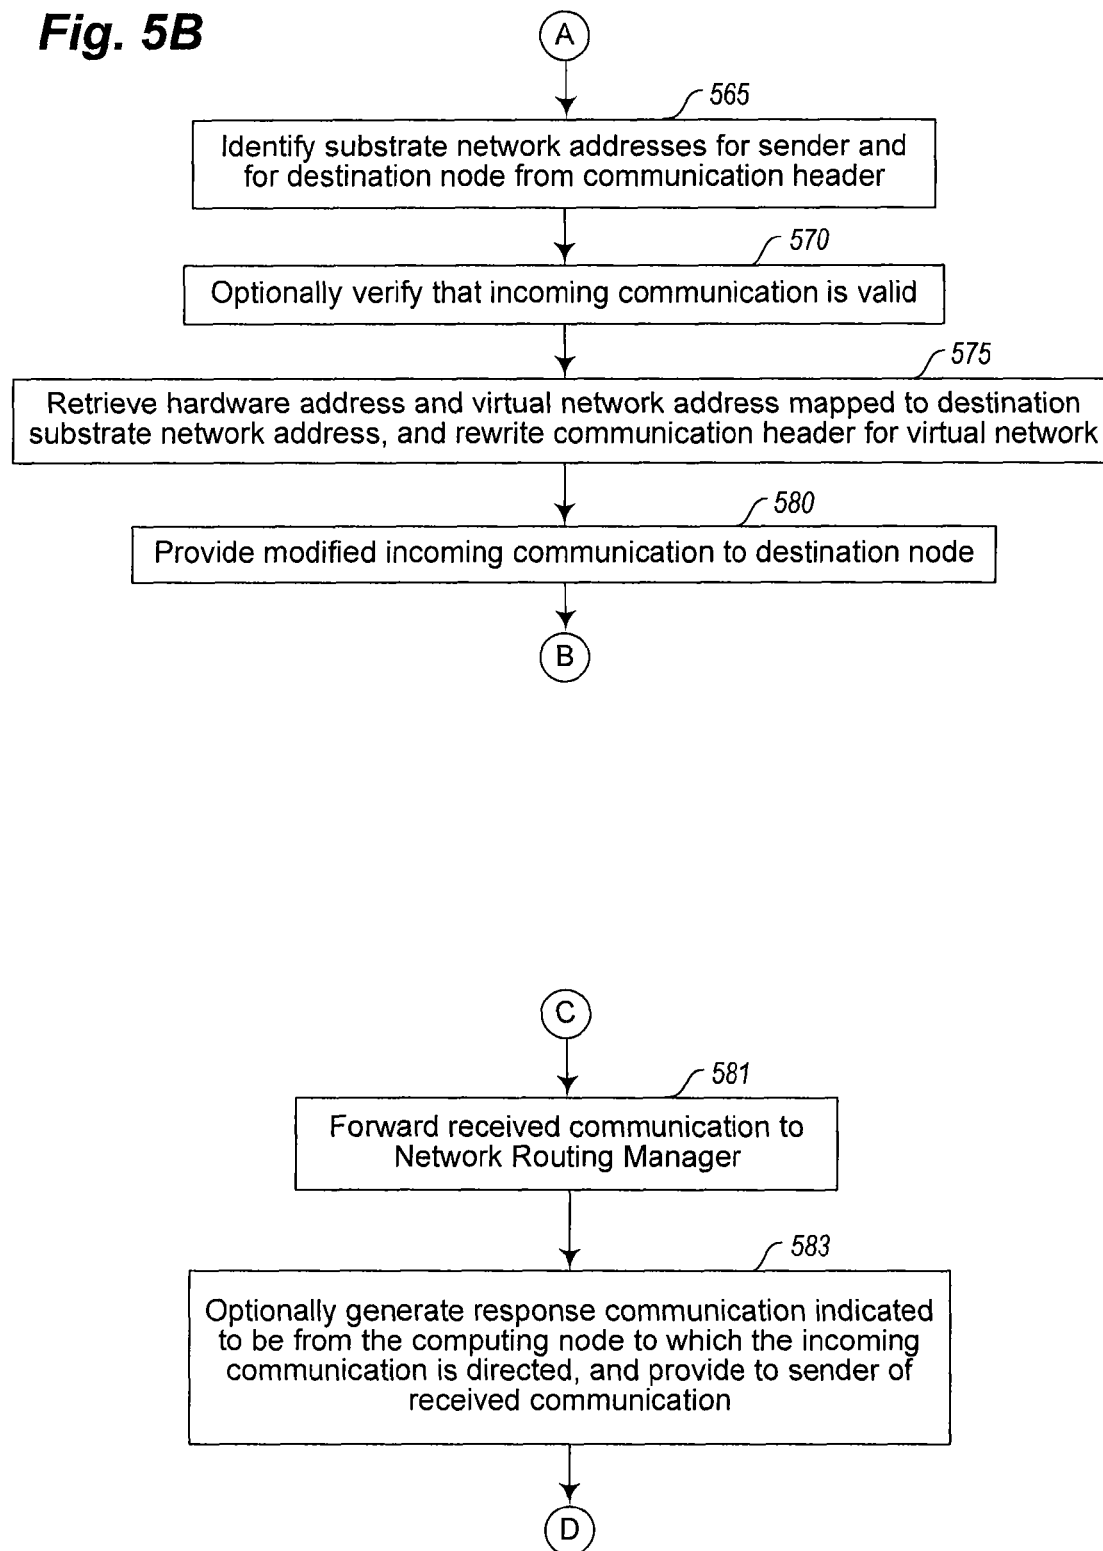 Fig. 5B
A
565
Identify substrate network addresses for sender and
for destination node from communication header
570
Optionally verify that incoming communication is valid
575
Retrieve hardware address and virtual network address mapped to destination
substrate network address, and rewrite communication header for virtual network
580
Provide modified incoming communication to destination node
B
C
581
Forward received communication to
Network Routing Manager
583
Optionally generate response communication indicated
to be from the computing node to which the incoming
communication is directed, and provide to sender of
received communication
D